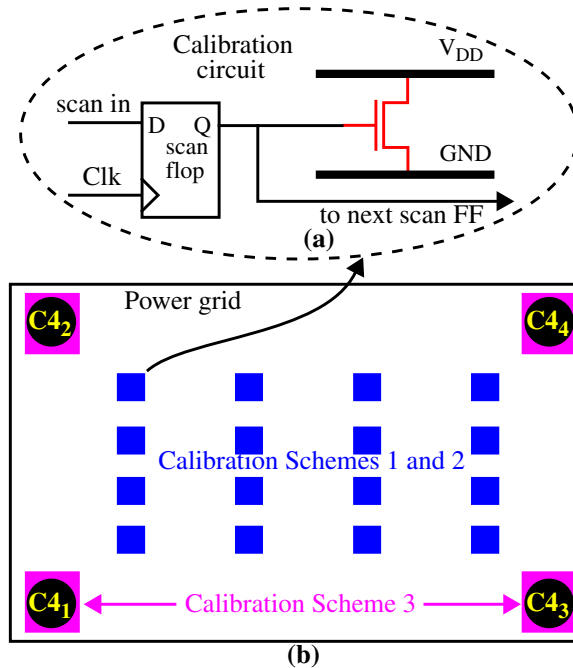 Calibration
circuit
V_DD
scan in
D Q
scan
flop
GND
Clk
to next scan FF
(a)
Power grid
C4_2
C4_4
Calibration Schemes 1 and 2
C4_1
Calibration Scheme 3
C4_3
(b)